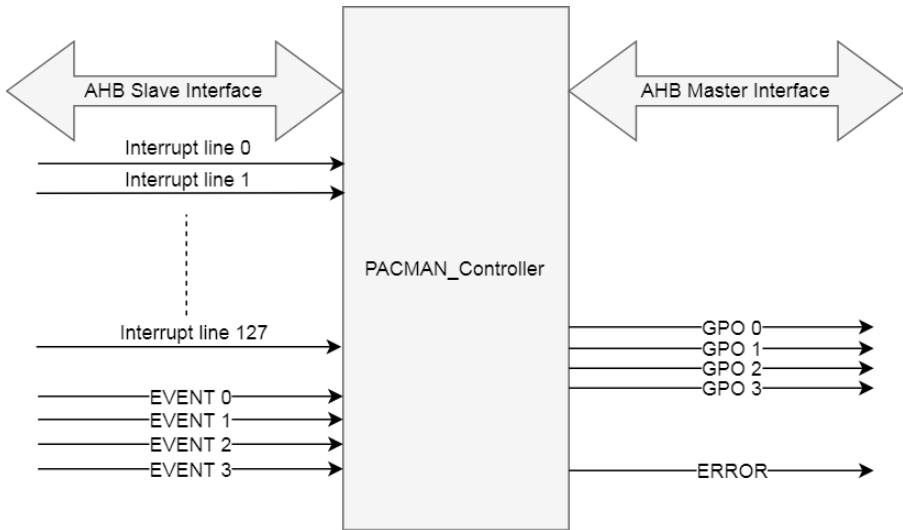 AHB Slave Interface
AHB Master Interface
Interrupt line 0
Interrupt line 1
PACMAN_Controller
Interrupt line 127
GPO 0
GPO 1
GPO 2
GPO 3
EVENT 0
EVENT 1
EVENT 2
EVENT 3
ERROR